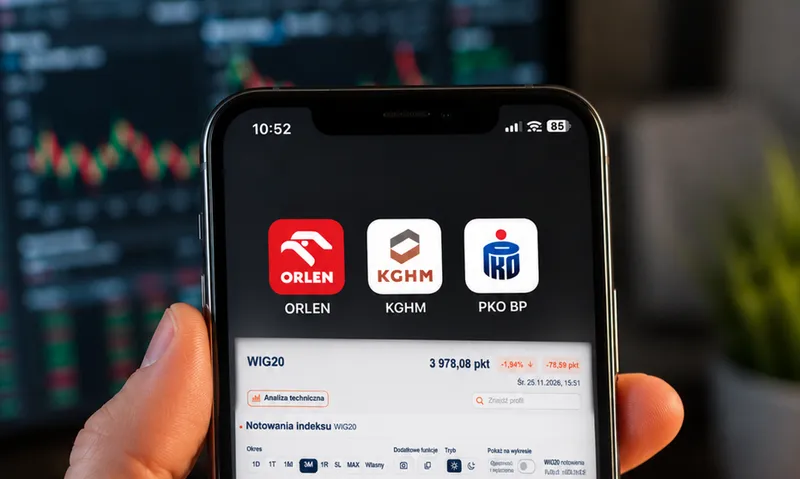 10:52
85
ORLEN
KGHM
PKO
ORLEN
KGHM
PKO BP
WIG20
3 978,08 pkt
-1,94% ↓
-78,59 pkt
Śr. 25.11.2026, 15:51
Analiza techniczna
Znajdź profil
Notowania indeksu WIG20
Okres
Dodatkowe funkcje
Tryb
Pokaż na wykresie
1D 1T 1M 3M 1R SL MAX Własny
WIG20